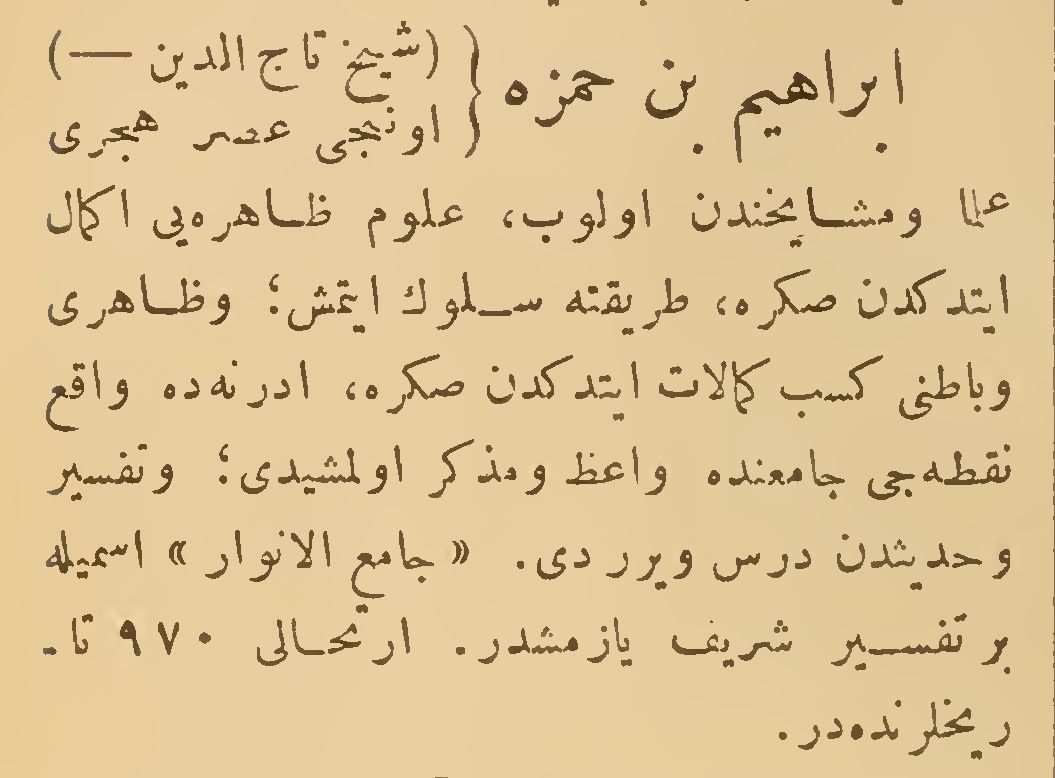 ابراهيم بن حمزه { (شيخ تاج الدين —)
اونجى عصر هجرى
علما ومشايخندن اولوب، علوم ظاهره‌يى اكمال
ايتدكدن صكره، طريقته سلوك ايتمش؛ وظاهرى
وباطنى كسب كمالات ايتدكدن صكره، ادرنه‌ده واقع
نقطه‌جى جامعنده واعظ ومذكر اولمشيدى؛ وتفسير
وحديثدن درس ويرردى. «جامع الانوار» اسميله
بر تفسير شريف يازمشدر. ارتحالى ٩٧٠ تا-
ريخلرنده‌در.